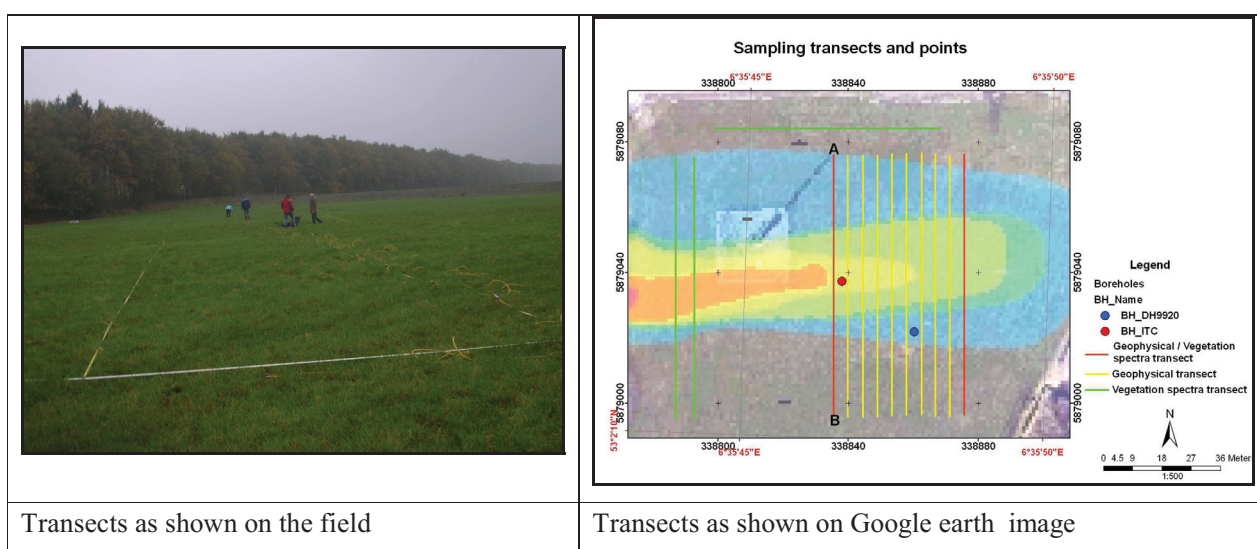 Sampling transects and points
6°35'45"E 6°35'50"E
338800 338840 338880
5879080 5879080
A
5879040 5879040
5879000 5879000
B
53°2'10"N
338800 338840 338880
6°35'45"E 6°35'50"E
Legend
Boreholes
BH_Name
BH_DH9920
BH_ITC
Geophysical / Vegetation
spectra transect
Geophysical transect
Vegetation spectra transect
N
0 4.5 9 18 27 36 Meter
1:500
Transects as shown on the field
Transects as shown on Google earth image